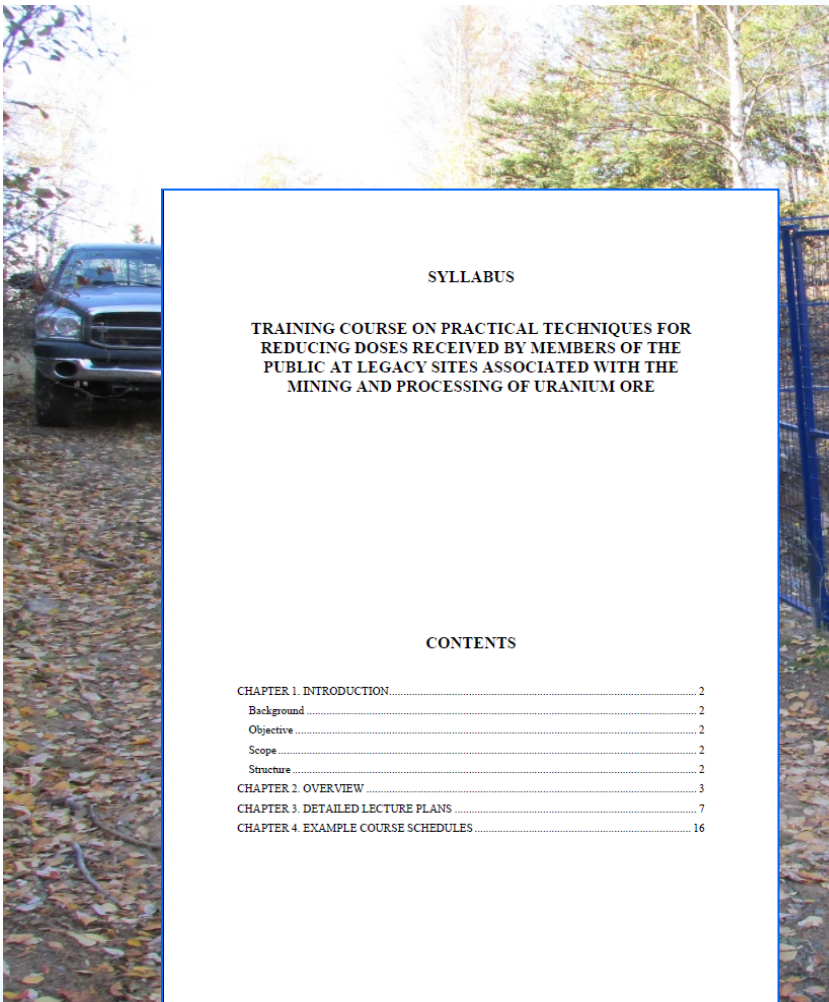 SYLLABUS
TRAINING COURSE ON PRACTICAL TECHNIQUES FOR
REDUCING DOSES RECEIVED BY MEMBERS OF THE
PUBLIC AT LEGACY SITES ASSOCIATED WITH THE
MINING AND PROCESSING OF URANIUM ORE
CONTENTS
CHAPTER 1. INTRODUCTION 2
Background 2
Objective 2
Scope 2
Structure 2
CHAPTER 2. OVERVIEW 3
CHAPTER 3. DETAILED LECTURE PLANS 7
CHAPTER 4. EXAMPLE COURSE SCHEDULES 16